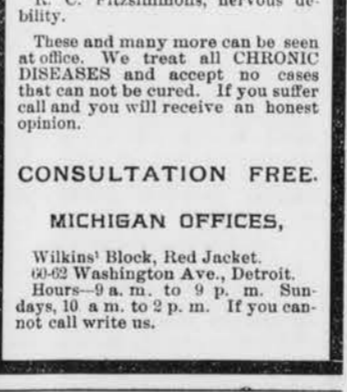 R. C. Fitzsimmons, nervous de-
bility.
These and many more can be seen
at office. We treat all CHRONIC
DISEASES and accept no cases
that can not be cured. If you suffer
call and you will receive an honest
opinion.
CONSULTATION FREE.
MICHIGAN OFFICES,
Wilkins' Block, Red Jacket.
60-62 Washington Ave., Detroit.
Hours--9 a. m. to 9 p. m. Sun-
days, 10 a m. to 2 p. m. If you can-
not call write us.